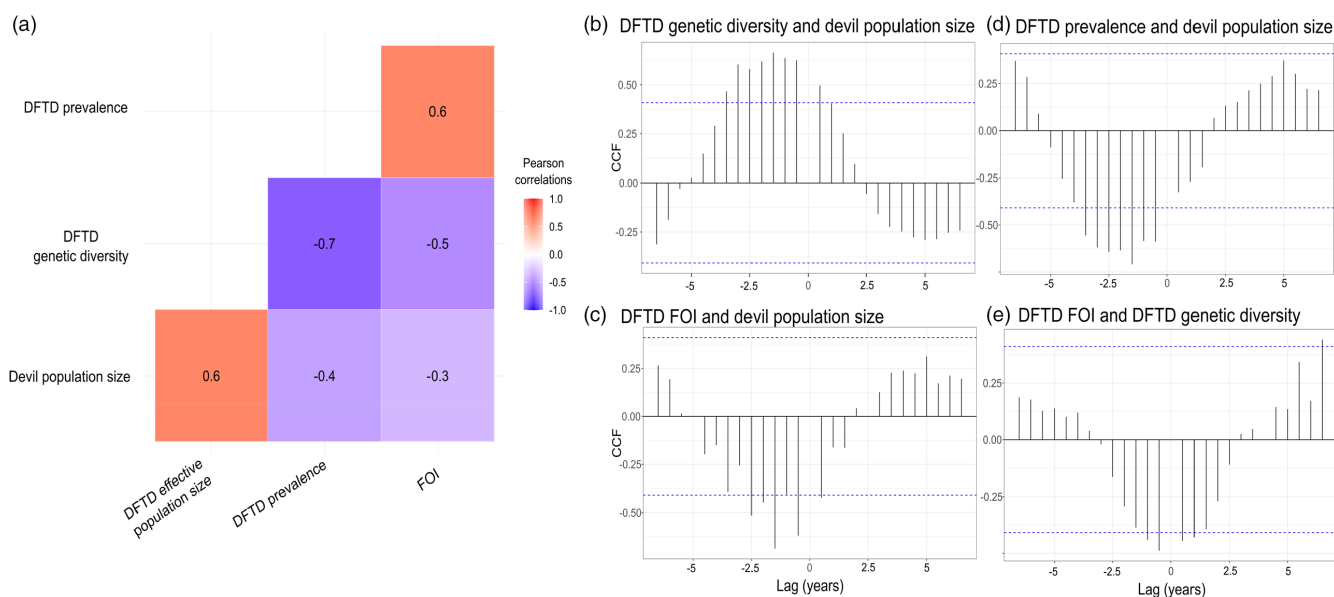 (a)
DFTD prevalence
DFTD
genetic diversity
Devil population size
0.6
-0.7
-0.5
0.6
-0.4
-0.3
DFTD effective
population size
DFTD prevalence
FOI
Pearson
correlations
1.0
0.5
0.0
-0.5
-1.0
(b) DFTD genetic diversity and devil population size
CCF
0.50
0.25
0.00
-0.25
-5
-2.5
0
2.5
5
(d) DFTD prevalence and devil population size
0.25
0.00
-0.25
-0.50
-5
-2.5
0
2.5
5
(c) DFTD FOI and devil population size
CCF
0.25
0.00
-0.25
-0.50
-5
-2.5
0
2.5
5
Lag (years)
(e) DFTD FOI and DFTD genetic diversity
0.25
0.00
-0.25
-5
-2.5
0
2.5
5
Lag (years)